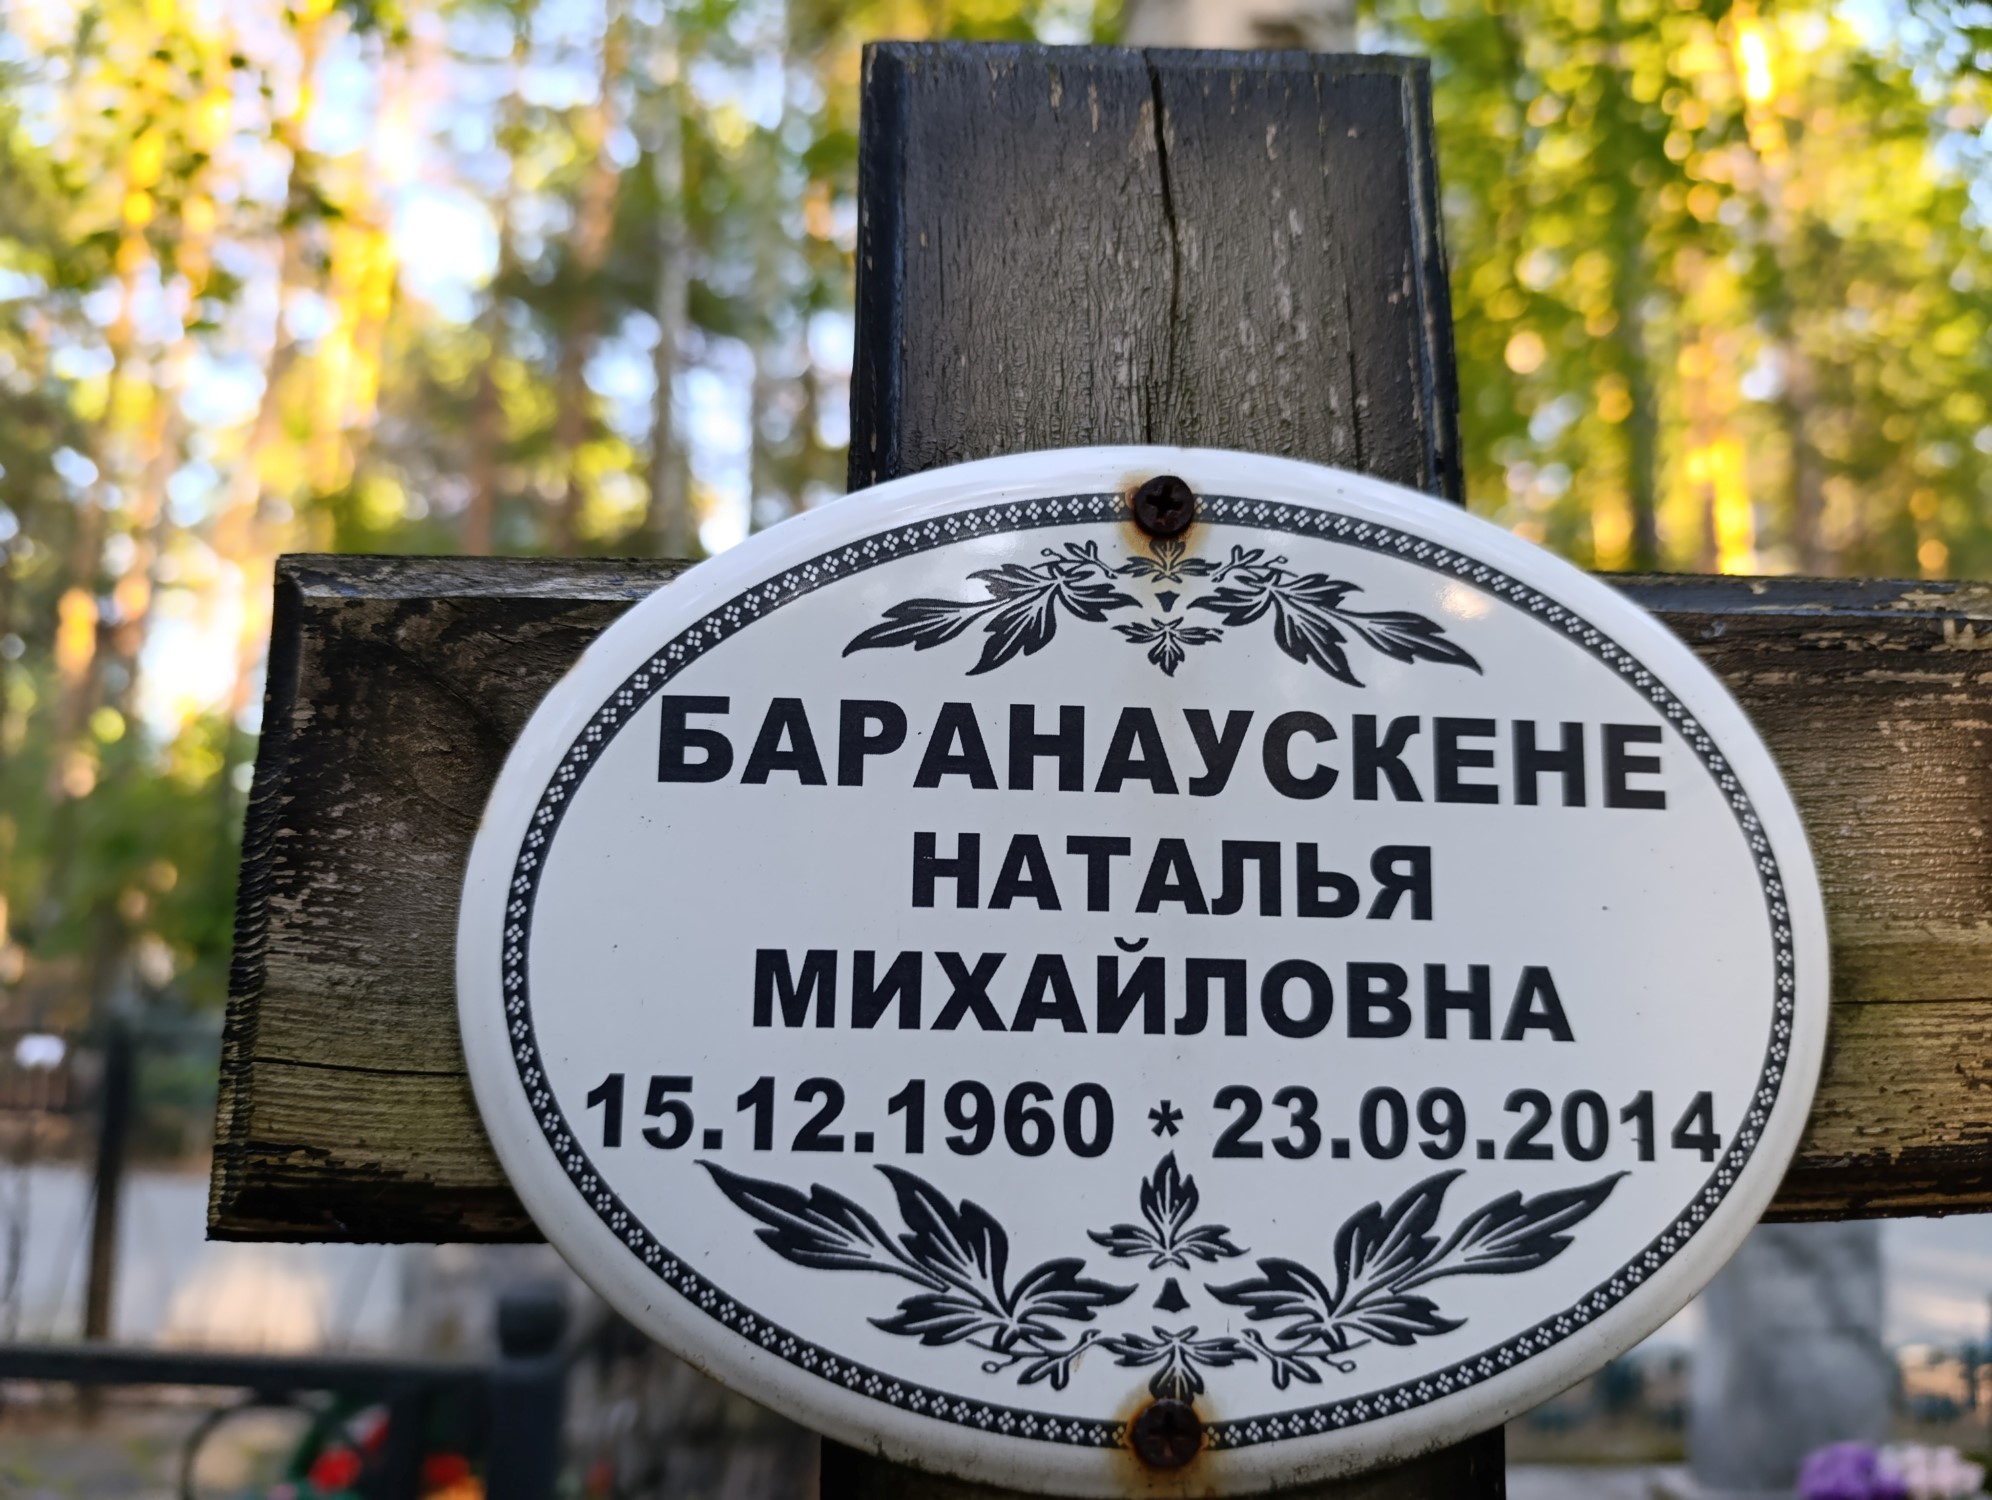 БАРАНАУСКЕНЕ
НАТАЛЬЯ
МИХАЙЛОВНА
15.12.1960 * 23.09.2014